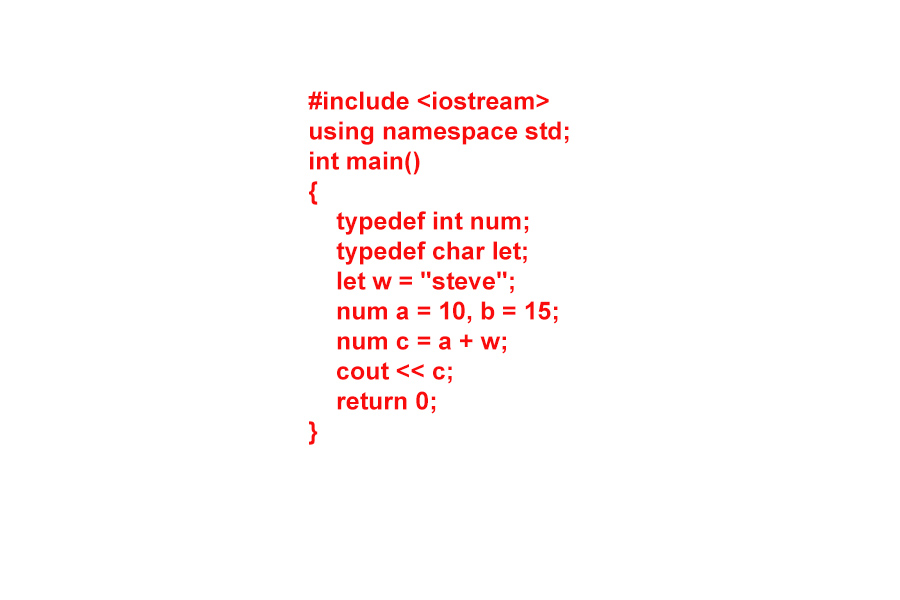 #include <iostream>
using namespace std;
int main()
{
typedef int num;
typedef char let;
let w = "steve";
num a = 10, b = 15;
num c = a + w;
cout << c;
return 0;
}